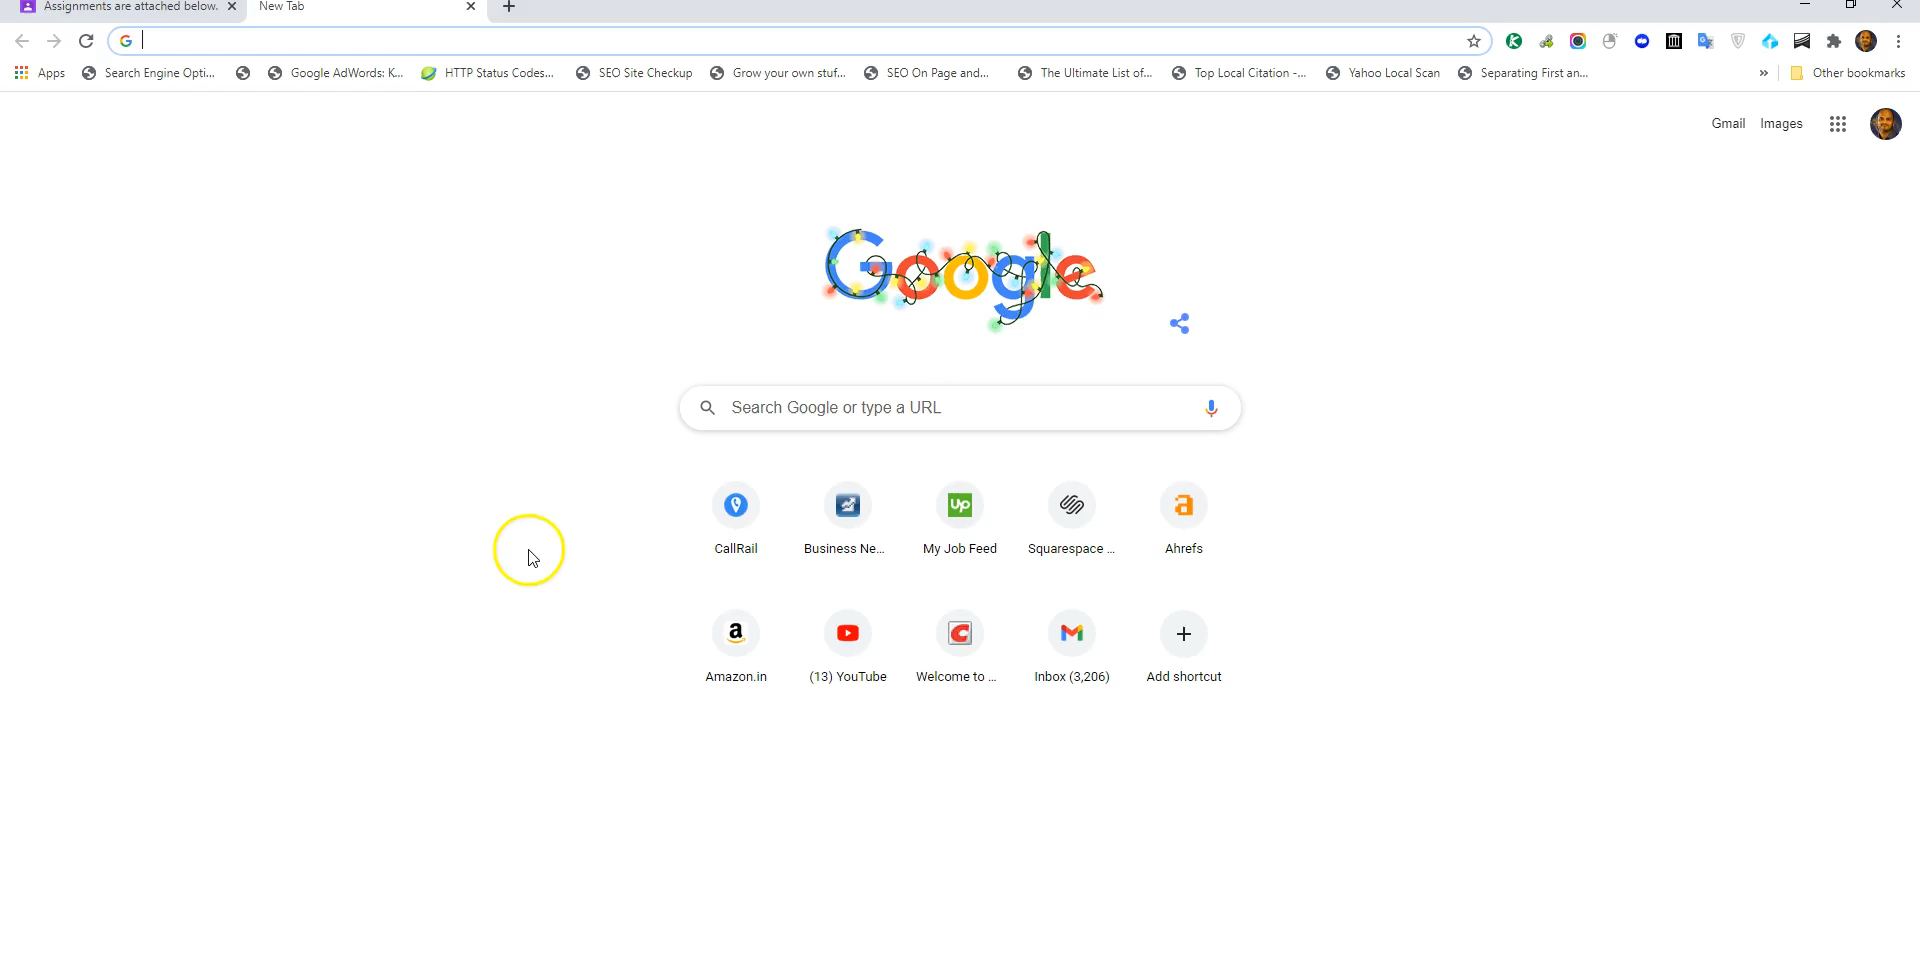 Assignments are attached below.
New Tab
Apps
Search Engine Opti...
Google AdWords: K...
HTTP Status Codes...
SEO Site Checkup
Grow your own stuf...
SEO On Page and...
The Ultimate List of...
Top Local Citation -...
Yahoo Local Scan
Separating First an...
»
Other bookmarks
Gmail
Images
Google
Search Google or type a URL
Up
CallRail
Business Ne...
My Job Feed
Squarespace ...
Ahrefs
Amazon.in
(13) YouTube
Welcome to ...
Inbox (3,206)
Add shortcut